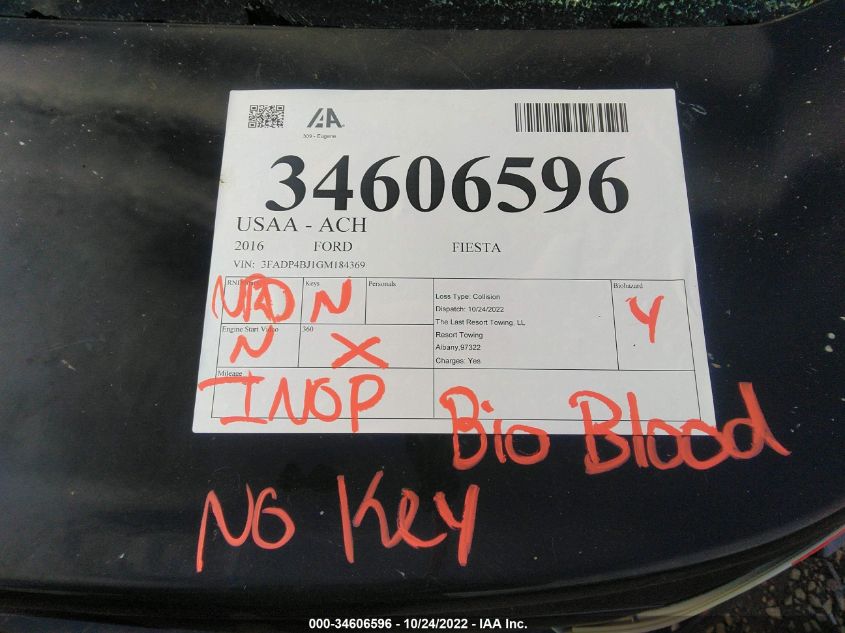 IAA
309 - Eugene
34606596
USAA - ACH
2016 FORD FIESTA
VIN: 3FADP4BJ1GM184369
Keys Personals Biohazard
N Y
Loss Type: Collision
Dispatch: 10/24/2022
The Last Resort Towing, LL
Resort Towing
Albany,97322
Charges: Yes
Engine Start Video 360
N X
Mileage
INOP
Bio Blood
NO Key
000-34606596 - 10/24/2022 - IAA Inc.